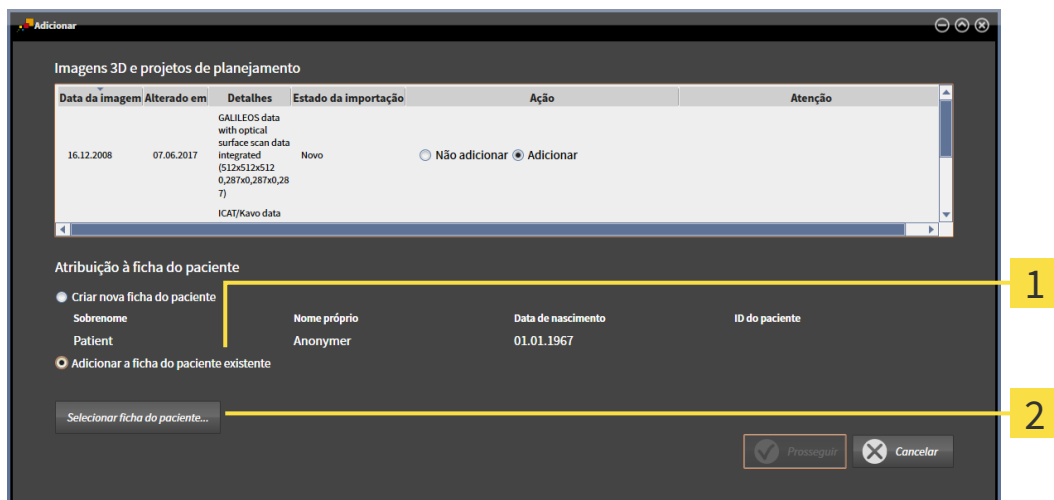 Adicionar
Imagens 3D e projetos de planejamento
Data da imagem Alterado em Detalhes Estado da importação Ação Atenção
GALILEOS data
with optical
surface scan data
16.12.2008 07.06.2017 integrated Novo Não adicionar Adicionar
(512x512x512
0,287x0,287x0,28
7)
ICAT/Kavo data
Atribuição à ficha do paciente
1
Criar nova ficha do paciente
Sobrenome Nome próprio Data de nascimento ID do paciente
Patient Anonymer 01.01.1967
Adicionar a ficha do paciente existente
Selecionar ficha do paciente... 2
Prosseguir Cancelar